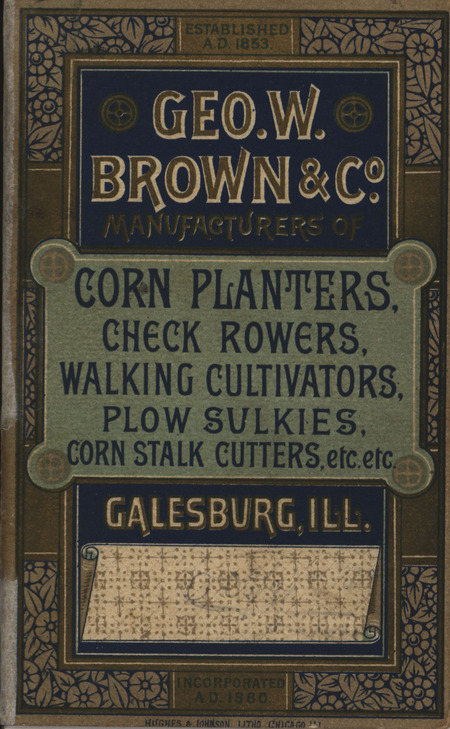 ESTABLISHED
A.D. 1853.
GEO. W.
BROWN & Co.
MANUFACTURERS OF
CORN PLANTERS,
CHECK ROWERS,
WALKING CULTIVATORS,
PLOW SULKIES,
CORN STALK CUTTERS, etc. etc.
GALESBURG, ILL.
INCORPORATED
A.D. 1880.
HUGHES & JOHNSON, LITHO. CHICAGO, ILL.